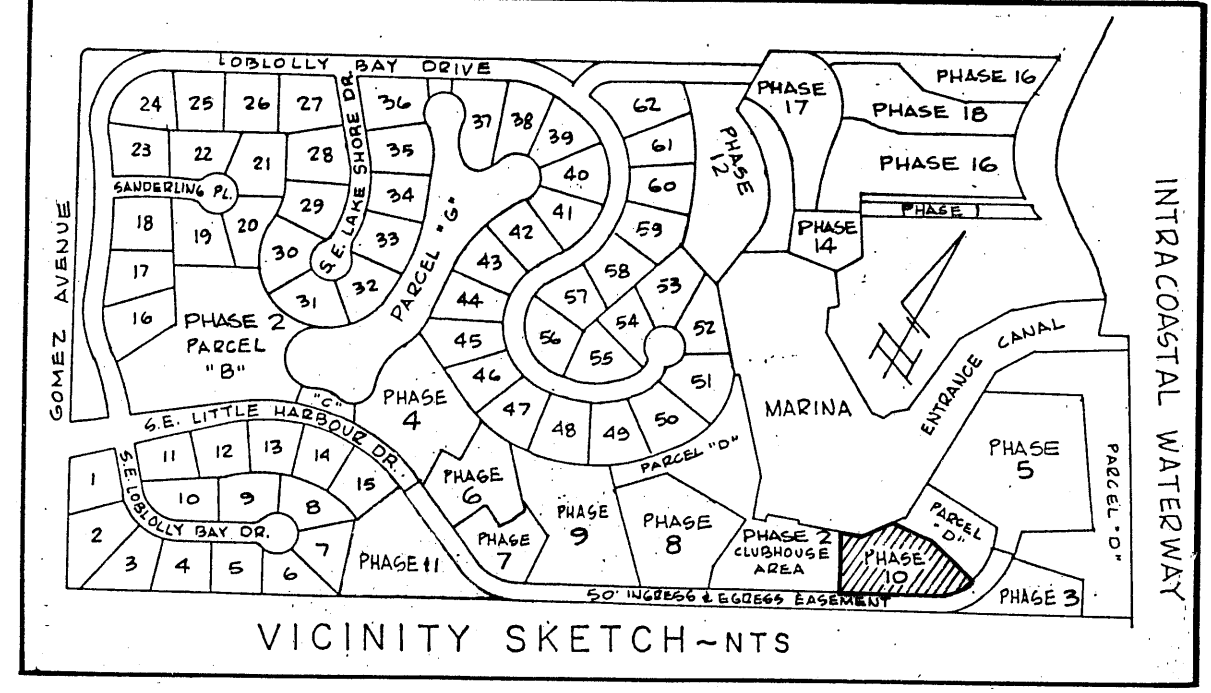 LOBLOLLY BAY DRIVE
24
25
26
27
S.E. LAKE SHORE DR.
36
37
38
39
62
PHASE 12
PHASE 17
PHASE 16
PHASE 18
PHASE 16
PHASE 1
23
22
21
28
35
40
61
SANDERLING PL.
18
19
20
29
34
41
60
PHASE 14
GOMEZ AVENUE
17
30
S.E.
33
PARCEL "G"
42
43
59
58
53
16
31
32
44
57
54
52
PHASE 2
PARCEL
"B"
45
56
55
46
51
"C"
PHASE
4
47
48
49
50
MARINA
ENTRANCE CANAL
INTRACOASTAL WATERWAY
S.E. LITTLE HARBOUR DR.
PARCEL "D"
PHASE
5
PARCEL "D"
1
S.E. LOBLOLLY BAY DR.
11
12
13
14
15
PHASE
6
10
9
8
2
3
4
5
6
7
PHASE 11
PHASE
7
PHASE
9
PHASE
8
PHASE 2
CLUBHOUSE
AREA
PARCEL
"D"
PHASE
10
PHASE 3
50' INGRESS & EGRESS EASEMENT
VICINITY SKETCH~NTS